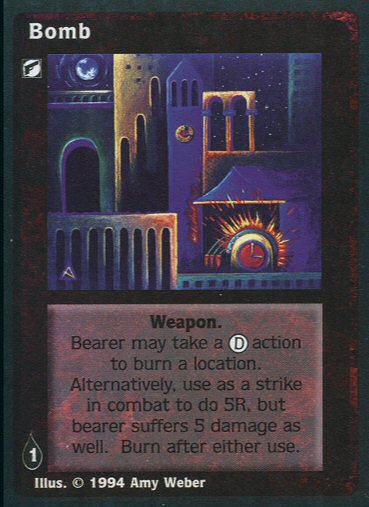 Bomb
Weapon.
Bearer may take a D action
to burn a location.
Alternatively, use as a strike
in combat to do 5R, but
bearer suffers 5 damage as
well. Burn after either use.
1
Illus. © 1994 Amy Weber